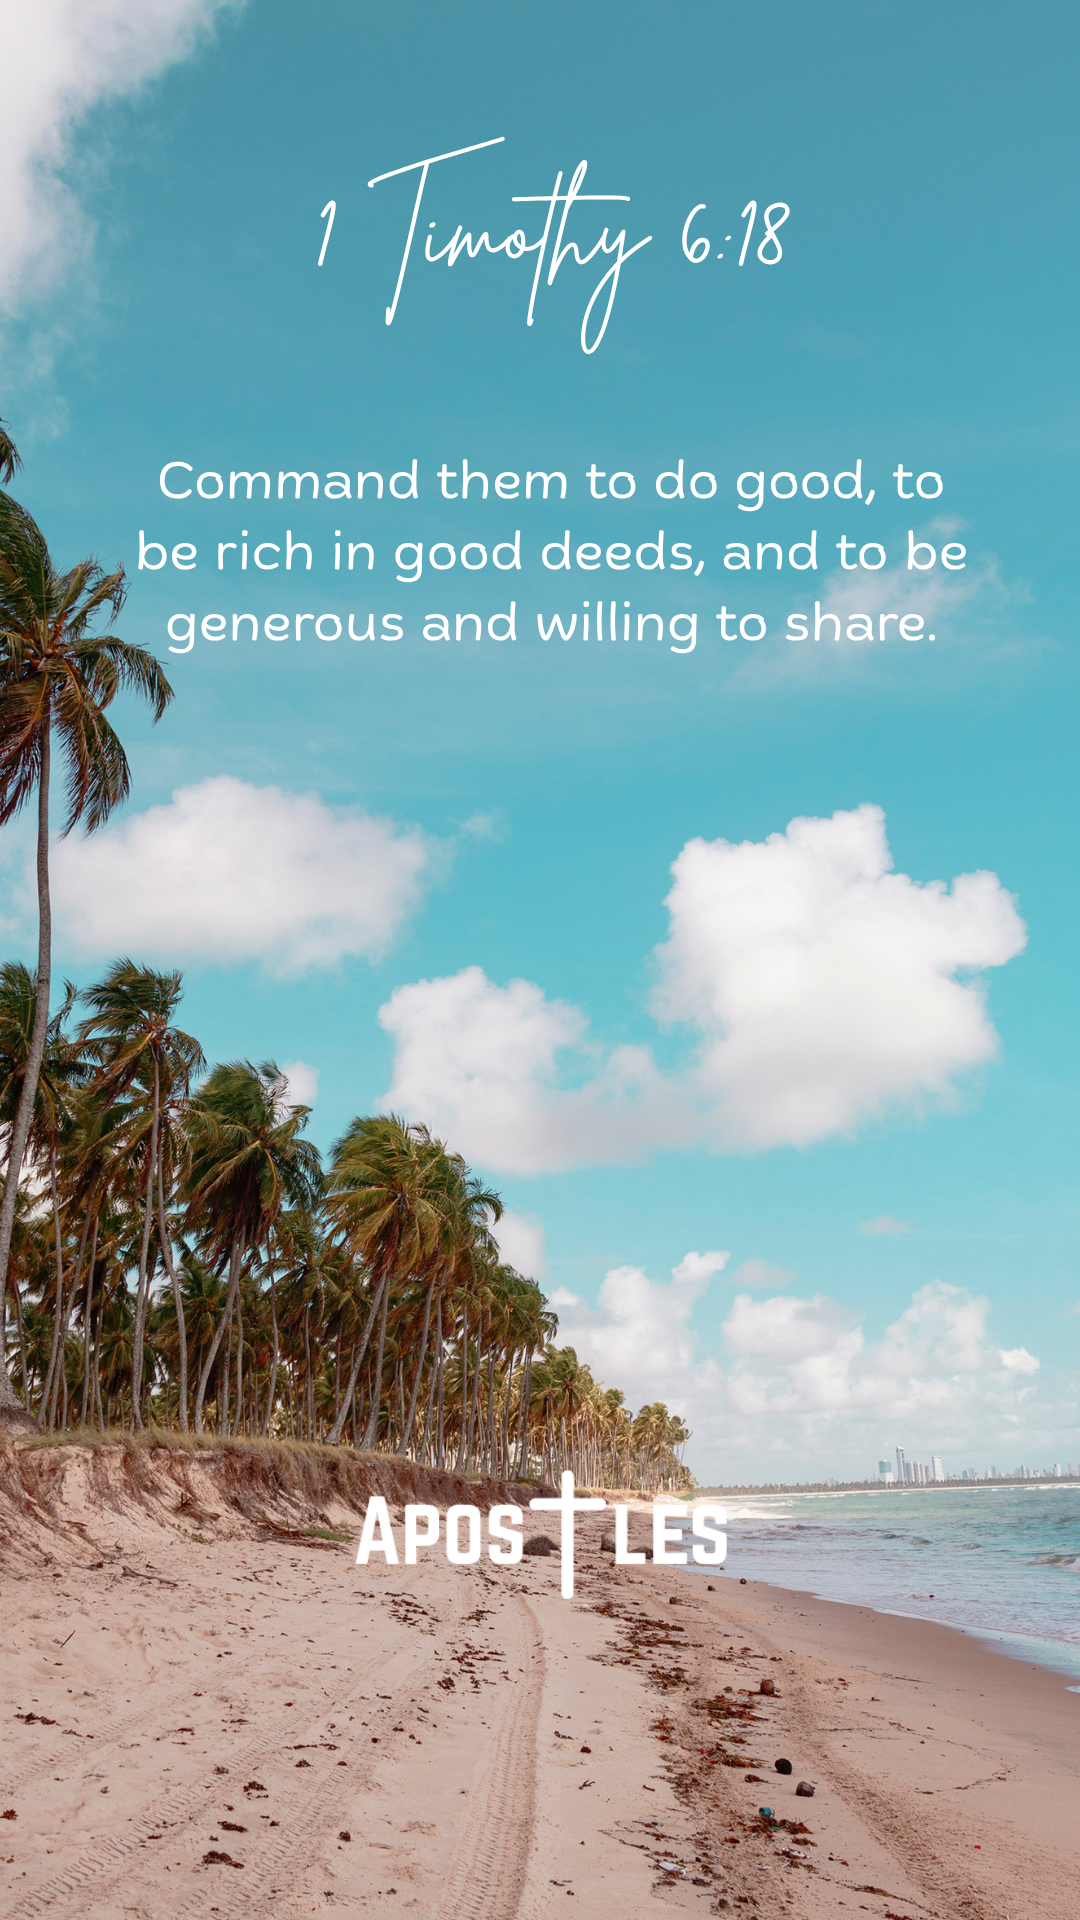 1 Timothy 6:18
Command them to do good, to
be rich in good deeds, and to be
generous and willing to share.
APOSTLES